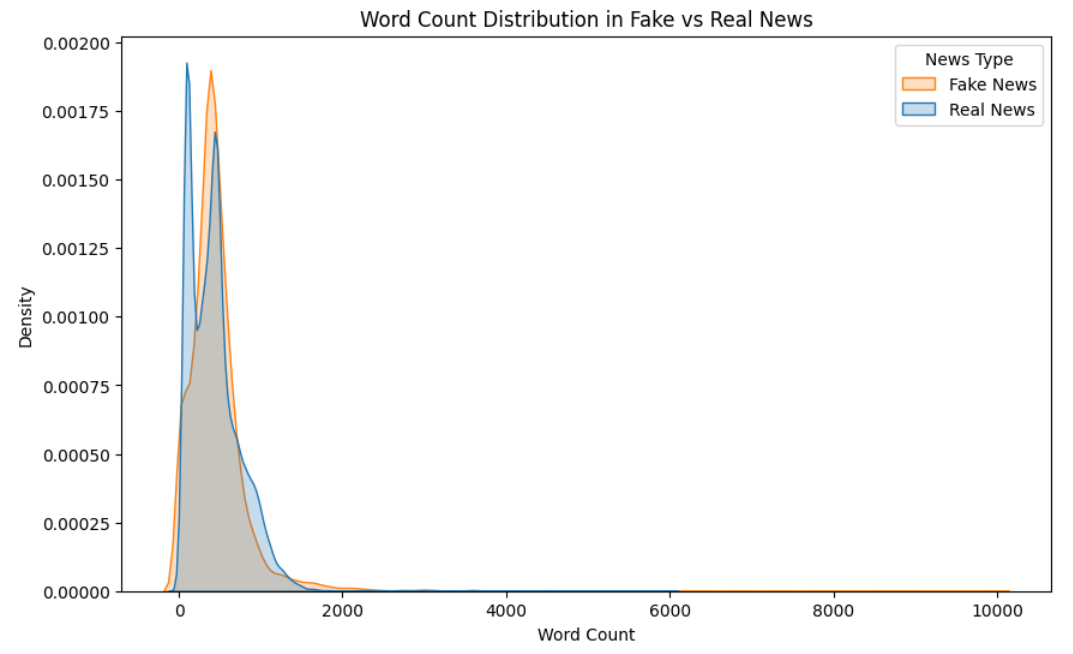 Word Count Distribution in Fake vs Real News
News Type
Fake News
Real News
0.00200
0.00175
0.00150
0.00125
0.00100
0.00075
0.00050
0.00025
0.00000
Density
0 2000 4000 6000 8000 10000
Word Count